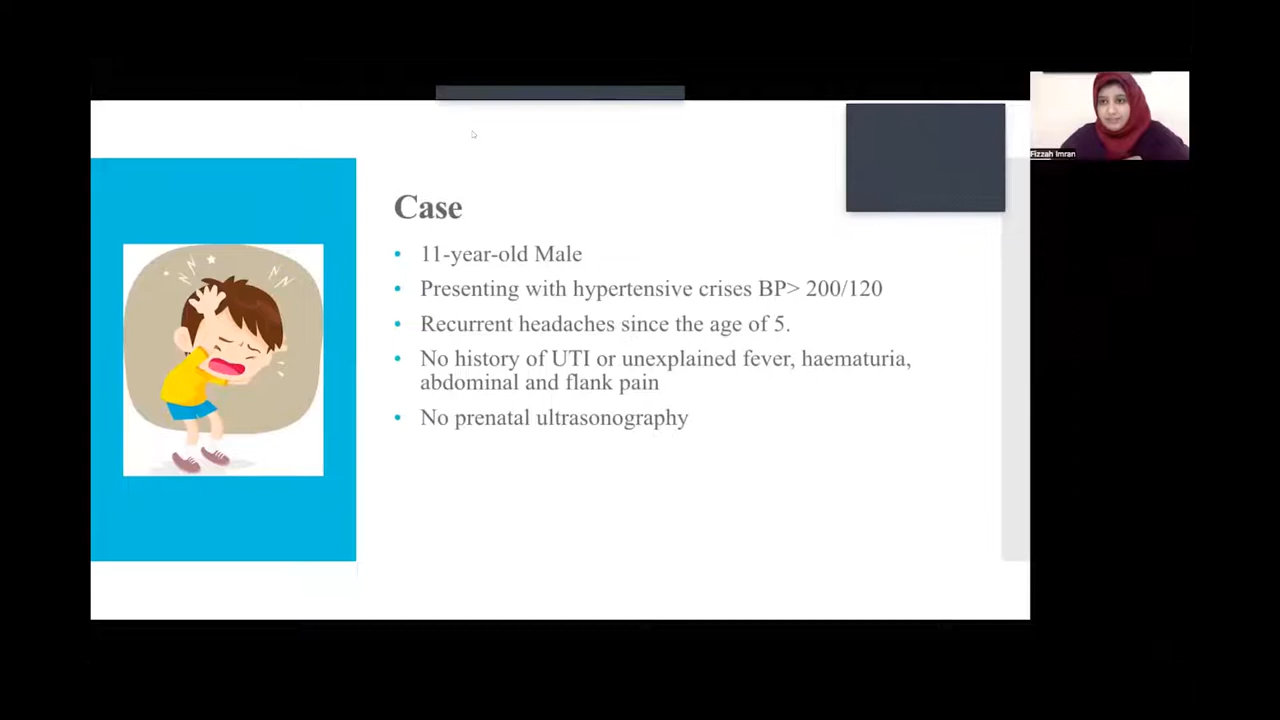 Fizzah Imran
Case
• 11-year-old Male
• Presenting with hypertensive crises BP> 200/120
• Recurrent headaches since the age of 5.
• No history of UTI or unexplained fever, haematuria,
abdominal and flank pain
• No prenatal ultrasonography